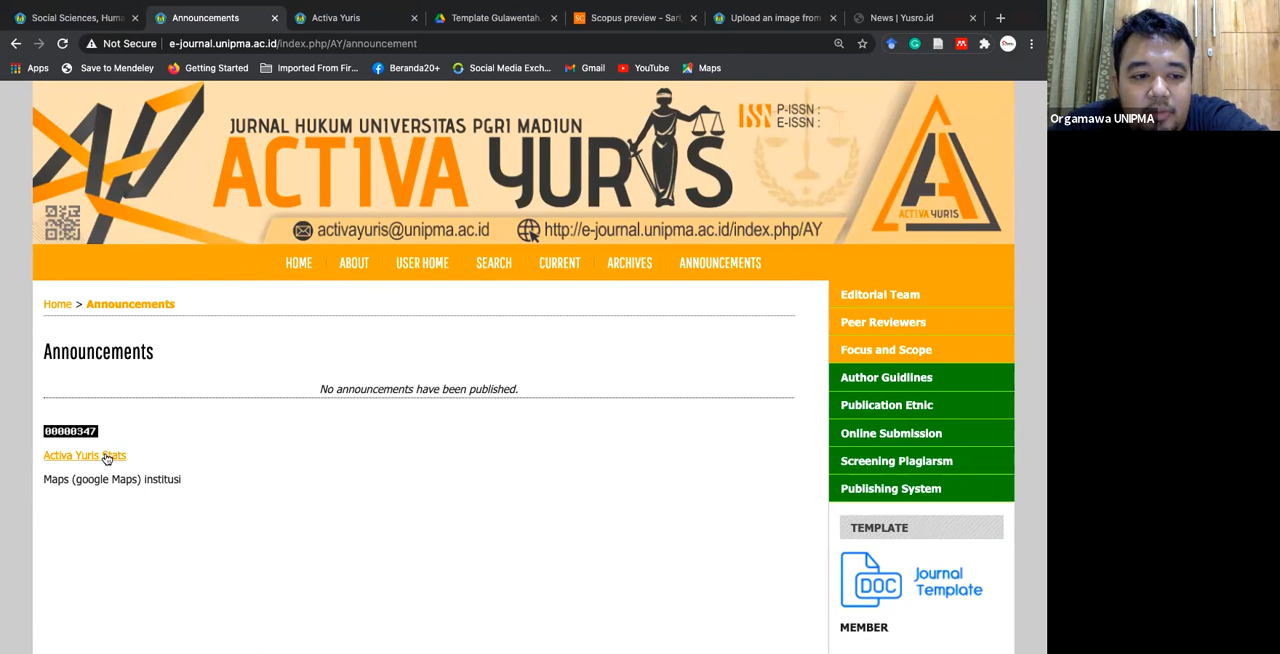 Social Sciences, Huma
Announcements
Activa Yuris
Template Gulawentah.
Scopus preview - Sari,
Upload an image from
News | Yusro.id
Not Secure
e-journal.unipma.ac.id/index.php/AY/announcement
Apps
Save to Mendeley
Getting Started
Imported From Fir...
Beranda20+
Social Media Exch...
Gmail
YouTube
Maps
Orgamawa UNIPMA
JURNAL HUKUM UNIVERSITAS PGRI MADIUN
ACTIVA YURIS
ISSN
P-ISSN :
E-ISSN :
ACTIVA YURIS
activayuris@unipma.ac.id
http://e-journal.unipma.ac.id/index.php/AY
HOME
ABOUT
USER HOME
SEARCH
CURRENT
ARCHIVES
ANNOUNCEMENTS
Home > Announcements
Announcements
No announcements have been published.
00000347
Activa Yuris Stats
Maps (google Maps) institusi
Editorial Team
Peer Reviewers
Focus and Scope
Author Guidlines
Publication Etnic
Online Submission
Screening Plagiarsm
Publishing System
TEMPLATE
DOC
Journal
Template
MEMBER